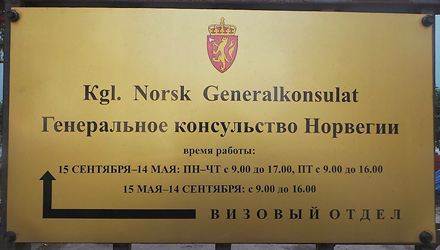 Kgl. Norsk Generalkonsulat
Генеральное консульство Норвегии
время работы:
15 СЕНТЯБРЯ–14 МАЯ: ПН–ЧТ с 9.00 до 17.00, ПТ с 9.00 до 16.00
15 МАЯ–14 СЕНТЯБРЯ: с 9.00 до 16.00
ВИЗОВЫЙ ОТДЕЛ